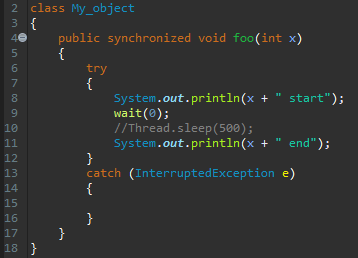 2 class My_object
3 {
4 public synchronized void foo(int x)
5 {
6 try
7 {
8 System.out.println(x + " start");
9 wait(0);
10 //Thread.sleep(500);
11 System.out.println(x + " end");
12 }
13 catch (InterruptedException e)
14 {
15
16 }
17 }
18 }